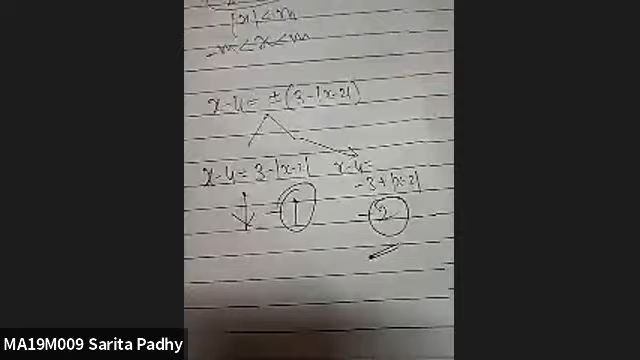 |x| < m
-m < x < m
x-4 = ±(3-|x-2|)
x-4 = 3-|x-2| x-4 =
-3+|x-2|
1 2
MA19M009 Sarita Padhy